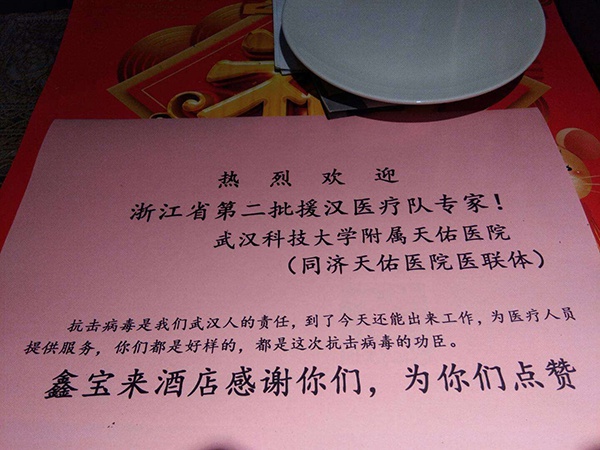 热烈欢迎
浙江省第二批援汉医疗队专家！
武汉科技大学附属天佑医院
（同济天佑医院医联体）
抗击病毒是我们武汉人的责任，到了今天还能出来工作，为医疗人员
提供服务，你们都是好样的，都是这次抗击病毒的功臣。
鑫宝来酒店感谢你们，为你们点赞